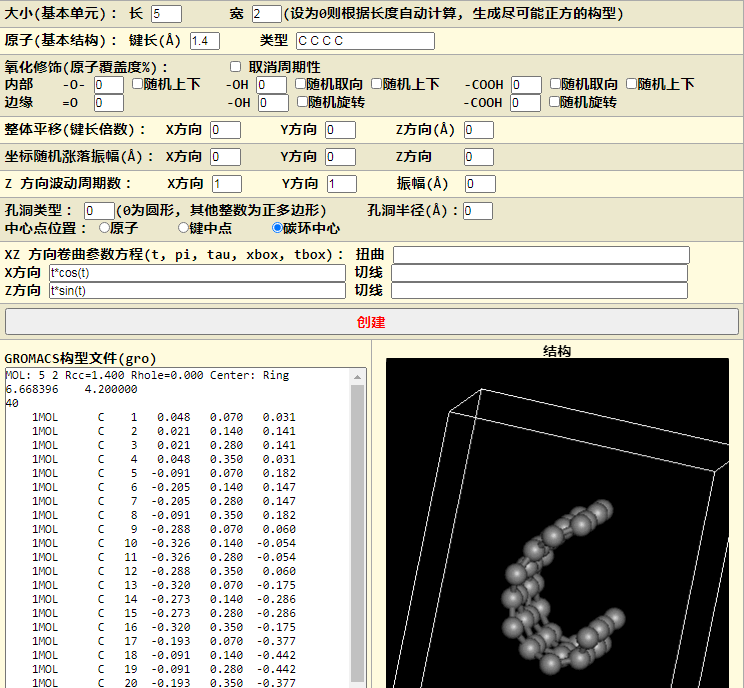 大小(基本单元): 长 5 宽 2 (设为0则根据长度自动计算, 生成尽可能正方的构型)
原子(基本结构): 键长(Å) 1.4 类型 C C C C
氧化修饰(原子覆盖度%): 取消周期性
内部 -O- 0 随机上下 -OH 0 随机取向 随机上下 -COOH 0 随机取向 随机上下
边缘 =O 0 -OH 0 随机旋转 -COOH 0 随机旋转
整体平移(键长倍数): X方向 0 Y方向 0 Z方向(Å) 0
坐标随机涨落振幅(Å): X方向 0 Y方向 0 Z方向 0
Z 方向波动周期数: X方向 1 Y方向 1 振幅(Å) 0
孔洞类型: 0 (0为圆形, 其他整数为正多边形) 孔洞半径(Å): 0
中心点位置: 原子 键中点 碳环中心
XZ 方向卷曲参数方程(t, pi, tau, xbox, tbox): 扭曲
X方向 t*cos(t) 切线
Z方向 t*sin(t) 切线
创建
GROMACS构型文件(gro)
结构
MOL: 5 2 Rcc=1.400 Rhole=0.000 Center: Ring
6.668396 4.200000
40
1MOL C 1 0.048 0.070 0.031
1MOL C 2 0.021 0.140 0.141
1MOL C 3 0.021 0.280 0.141
1MOL C 4 0.048 0.350 0.031
1MOL C 5 -0.091 0.070 0.182
1MOL C 6 -0.205 0.140 0.147
1MOL C 7 -0.205 0.280 0.147
1MOL C 8 -0.091 0.350 0.182
1MOL C 9 -0.288 0.070 0.060
1MOL C 10 -0.326 0.140 -0.054
1MOL C 11 -0.326 0.280 -0.054
1MOL C 12 -0.288 0.350 0.060
1MOL C 13 -0.320 0.070 -0.175
1MOL C 14 -0.273 0.140 -0.286
1MOL C 15 -0.273 0.280 -0.286
1MOL C 16 -0.320 0.350 -0.175
1MOL C 17 -0.193 0.070 -0.377
1MOL C 18 -0.091 0.140 -0.442
1MOL C 19 -0.091 0.280 -0.442
1MOL C 20 -0.193 0.350 -0.377